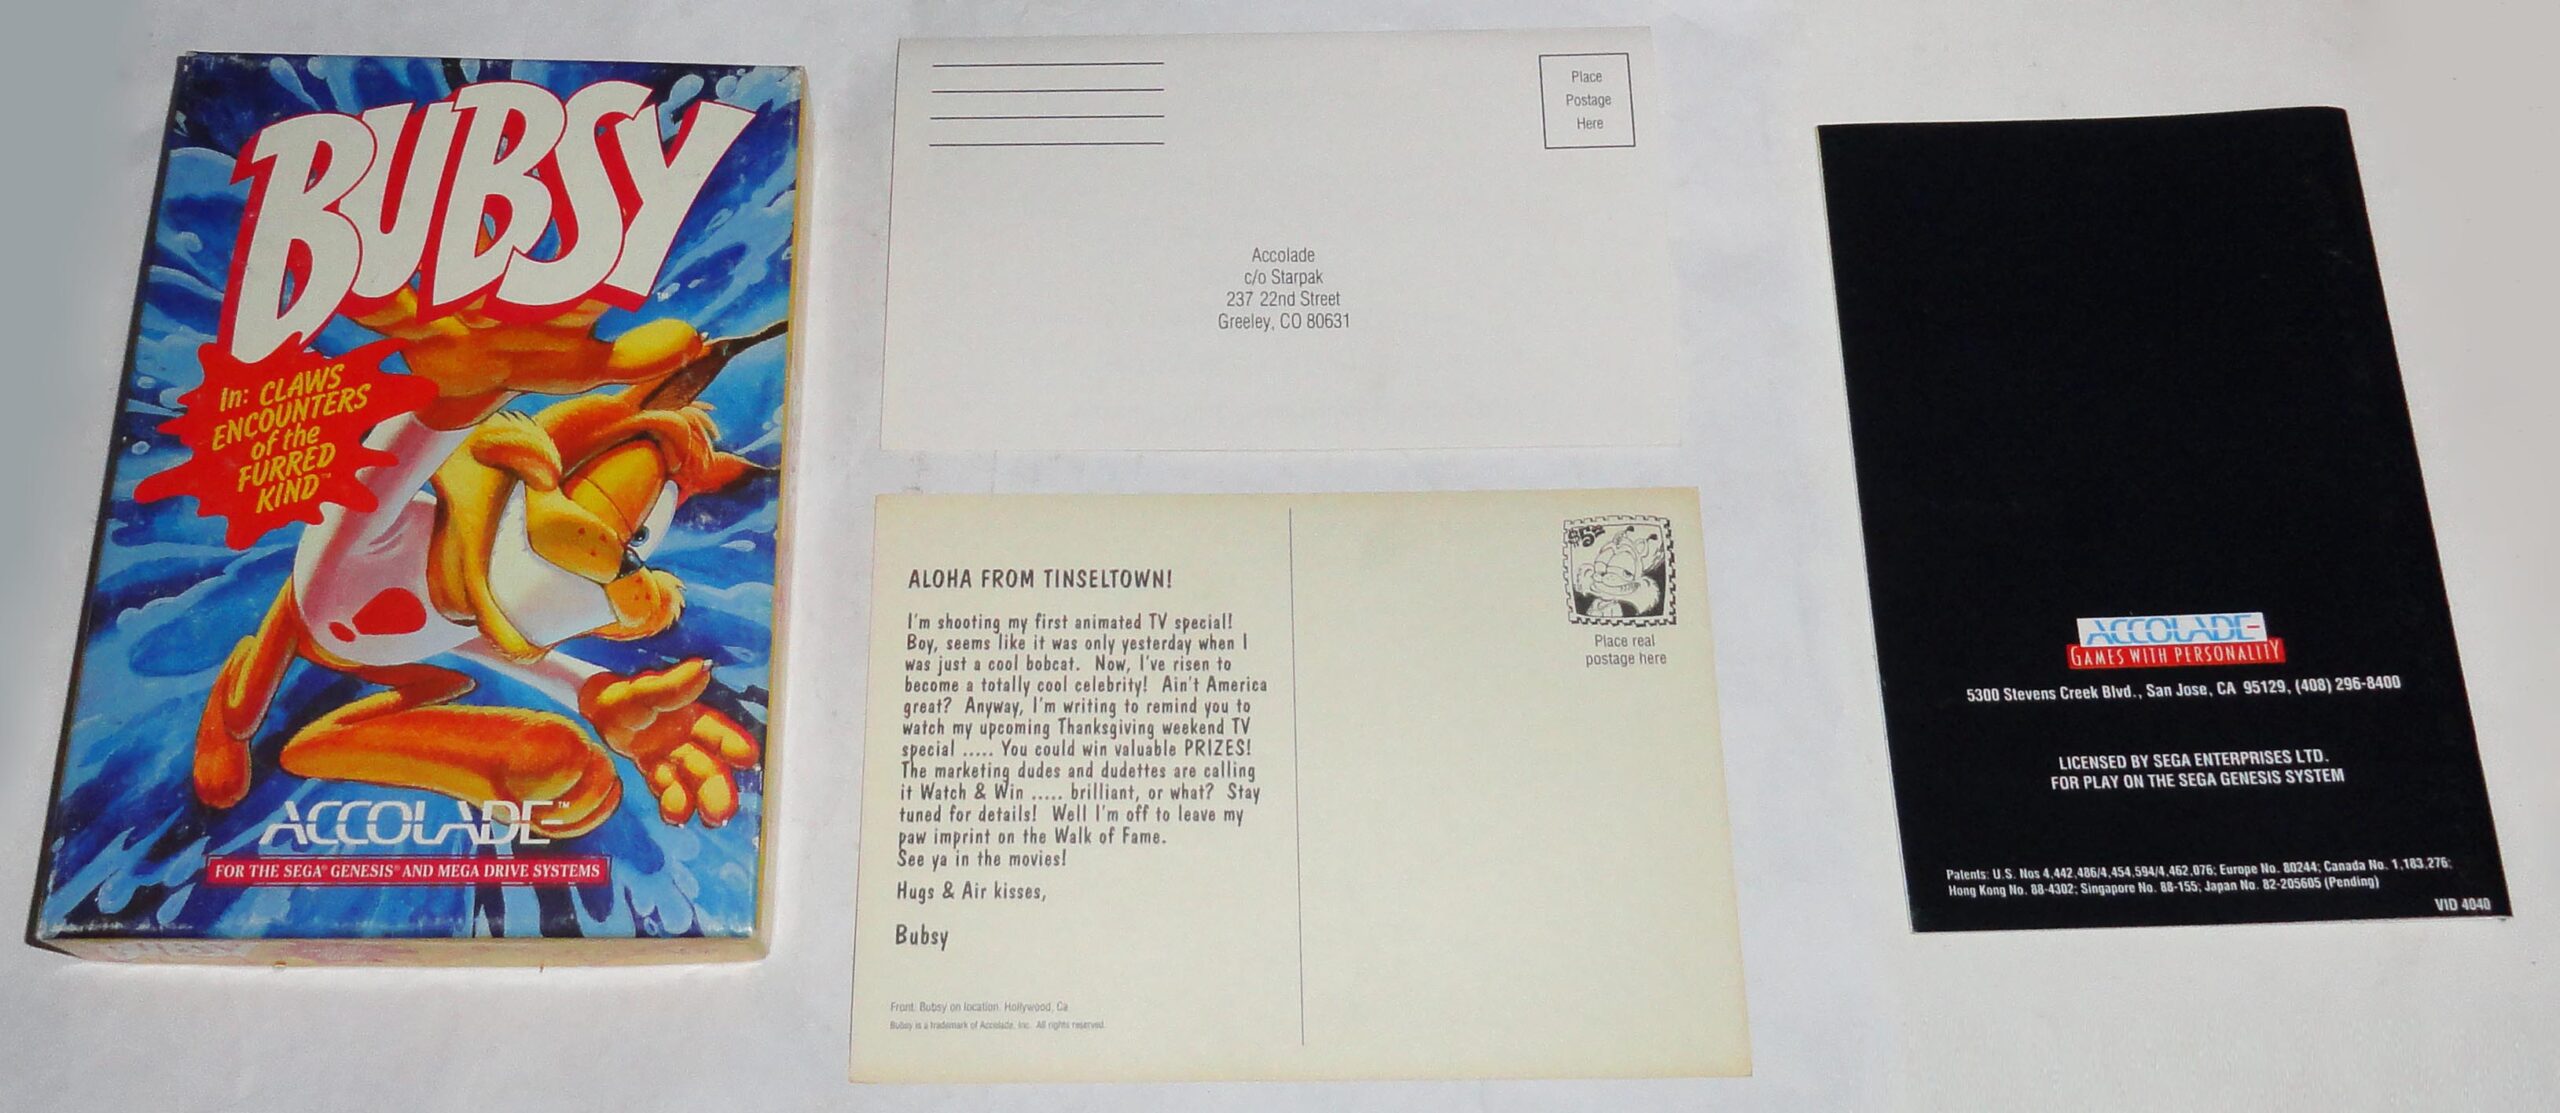 BUBSY™
In: CLAWS
ENCOUNTERS
of the
FURRED
KIND™
ACCOLADE™
FOR THE SEGA® GENESIS® AND MEGA DRIVE SYSTEMS
BUBSY
Place
Postage
Here
Accolade
c/o Starpak
237 22nd Street
Greeley, CO 80631
ALOHA FROM TINSELTOWN!
I'm shooting my first animated TV special!
Boy, seems like it was only yesterday when I
was just a cool bobcat. Now, I've risen to
become a totally cool celebrity! Ain't America
great? Anyway, I'm writing to remind you to
watch my upcoming Thanksgiving weekend TV
special ..... You could win valuable PRIZES!
The marketing dudes and dudettes are calling
it Watch & Win ..... brilliant, or what? Stay
tuned for details! Well I'm off to leave my
paw imprint on the Walk of Fame.
See ya in the movies!
Hugs & Air kisses,
Bubsy
Front: Bubsy on location. Hollywood, Ca
Bubsy is a trademark of Accolade, Inc. All rights reserved.
Place real
postage here
ACCOLADE
GAMES WITH PERSONALITY
5300 Stevens Creek Blvd., San Jose, CA 95129, (408) 296-8400
LICENSED BY SEGA ENTERPRISES LTD.
FOR PLAY ON THE SEGA GENESIS SYSTEM
Patents: U.S. Nos 4,442,486/4,454,594/4,462,076; Europe No. 80244; Canada No. 1,183,276;
Hong Kong No. 88-4302; Singapore No. 88-155; Japan No. 82-205605 (Pending)
VID 4040